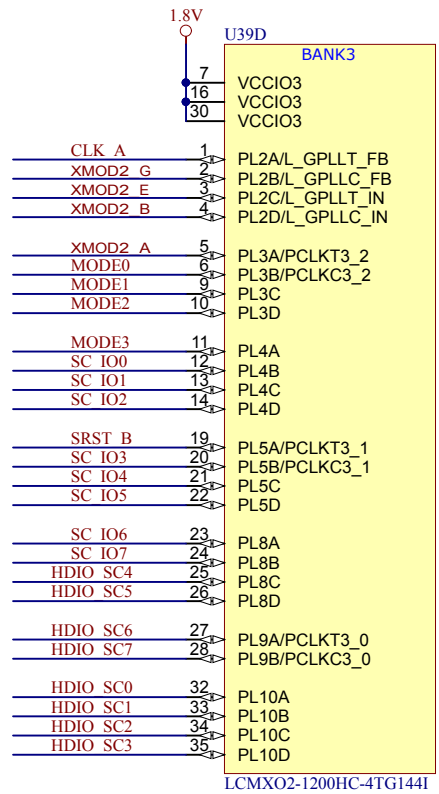 1.8V
U39D
BANK3
7 VCCIO3
16 VCCIO3
30 VCCIO3
CLK_A 1 PL2A/L_GPLLT_FB
XMOD2_G 2 PL2B/L_GPLLC_FB
XMOD2_E 3 PL2C/L_GPLLT_IN
XMOD2_B 4 PL2D/L_GPLLC_IN
XMOD2_A 5 PL3A/PCLKT3_2
MODE0 6 PL3B/PCLKC3_2
MODE1 9 PL3C
MODE2 10 PL3D
MODE3 11 PL4A
SC_IO0 12 PL4B
SC_IO1 13 PL4C
SC_IO2 14 PL4D
SRST_B 19 PL5A/PCLKT3_1
SC_IO3 20 PL5B/PCLKC3_1
SC_IO4 21 PL5C
SC_IO5 22 PL5D
SC_IO6 23 PL8A
SC_IO7 24 PL8B
HDIO_SC4 25 PL8C
HDIO_SC5 26 PL8D
HDIO_SC6 27 PL9A/PCLKT3_0
HDIO_SC7 28 PL9B/PCLKC3_0
HDIO_SC0 32 PL10A
HDIO_SC1 33 PL10B
HDIO_SC2 34 PL10C
HDIO_SC3 35 PL10D
LCMXO2-1200HC-4TG144I